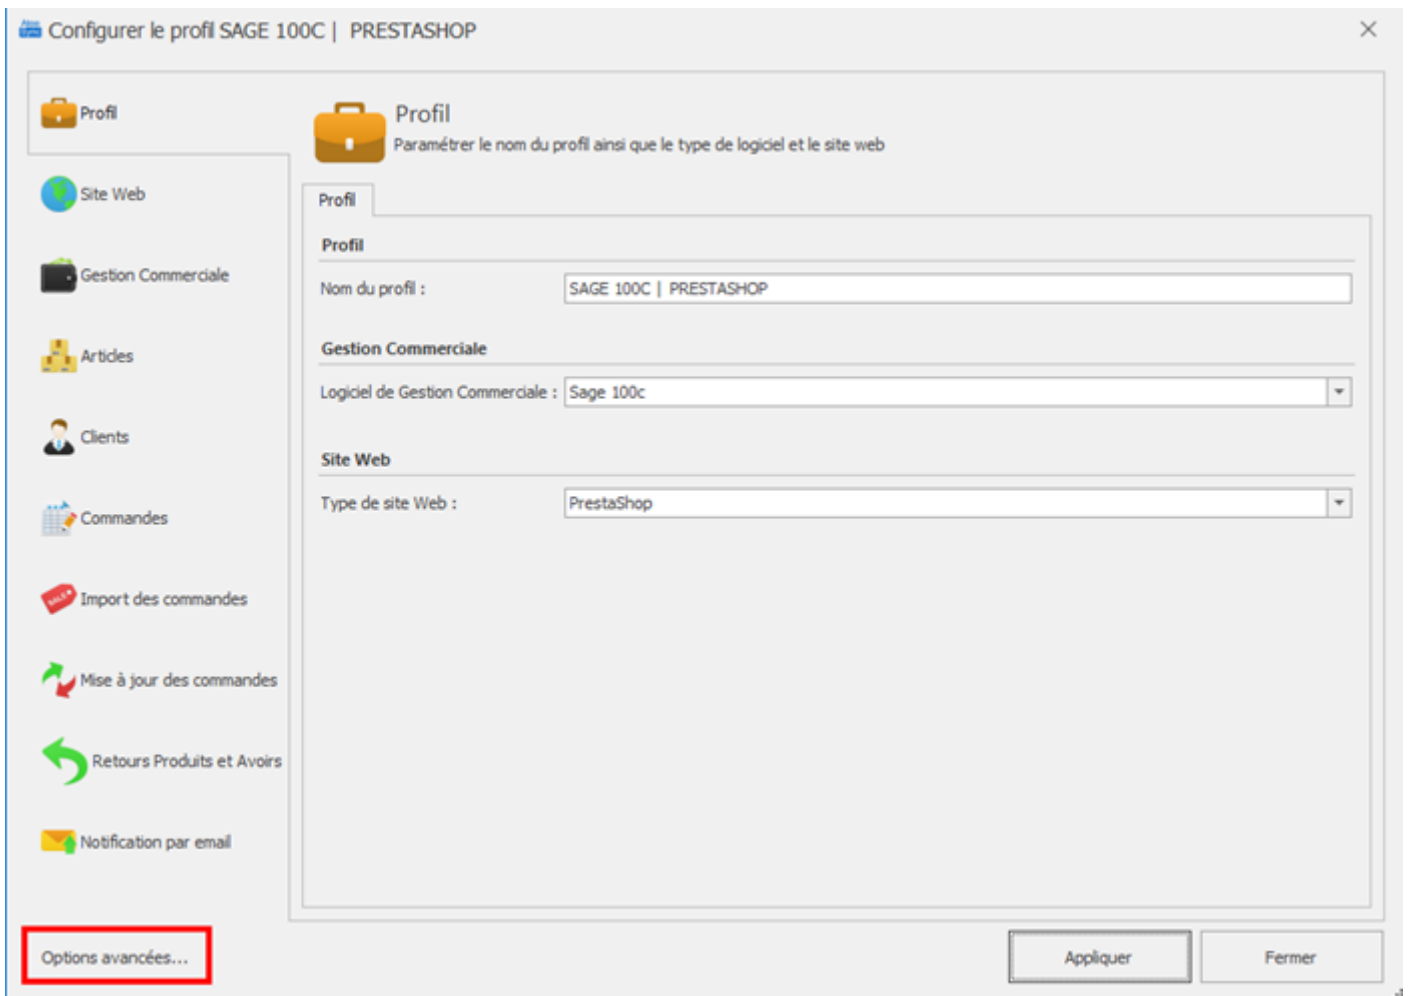 Configurer le profil SAGE 100C | PRESTASHOP
Profil
Site Web
Gestion Commerciale
Articles
Clients
Commandes
SALE
Import des commandes
Mise à jour des commandes
Retours Produits et Avoirs
Notification par email
Profil
Paramétrer le nom du profil ainsi que le type de logiciel et le site web
Profil
Profil
Nom du profil : SAGE 100C | PRESTASHOP
Gestion Commerciale
Logiciel de Gestion Commerciale : Sage 100c
Site Web
Type de site Web : PrestaShop
Options avancées...
Appliquer
Fermer